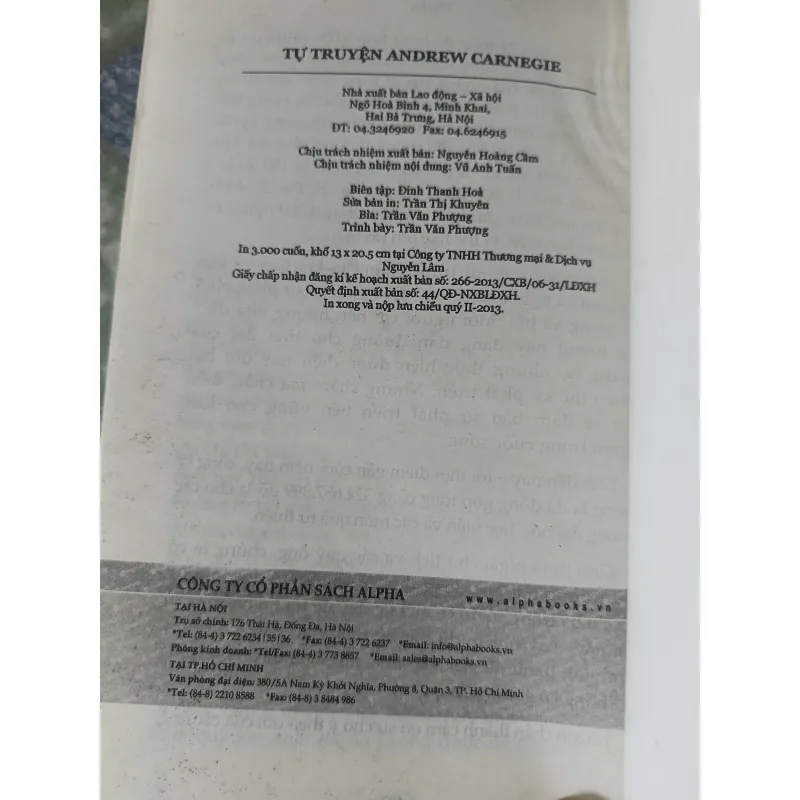 TỰ TRUYỆN ANDREW CARNEGIE
Nhà xuất bản Lao động – Xã hội
Ngõ Hoà Bình 4, Minh Khai,
Hai Bà Trưng, Hà Nội
ĐT: 04.3246920 Fax: 04.6246915
Chịu trách nhiệm xuất bản: Nguyễn Hoàng Cầm
Chịu trách nhiệm nội dung: Vũ Anh Tuấn
Biên tập: Đinh Thanh Hoà
Sửa bản in: Trần Thị Khuyên
Bìa: Trần Văn Phượng
Trình bày: Trần Văn Phượng
In 3.000 cuốn, khổ 13 x 20.5 cm tại Công ty TNHH Thương mại & Dịch vụ
Nguyễn Lâm
Giấy chấp nhận đăng kí kế hoạch xuất bản số: 266-2013/CXB/06-31/LĐXH
Quyết định xuất bản số: 44/QĐ-NXBLĐXH.
In xong và nộp lưu chiểu quý II-2013.
CÔNG TY CỔ PHẦN SÁCH ALPHA
www.alphabooks.vn
TẠI HÀ NỘI
Trụ sở chính: 176 Thái Hà, Đống Đa, Hà Nội
*Tel: (84-4) 3 722 6234 | 35 | 36 *Fax: (84-4) 3 722 6237 *Email: info@alphabooks.vn
Phòng kinh doanh: *Tel/Fax: (84-4) 3 773 8857 *Email: sales@alphabooks.vn
TẠI TP.HỒ CHÍ MINH
Văn phòng đại diện: 380/5A Nam Kỳ Khởi Nghĩa, Phường 8, Quận 3, TP. Hồ Chí Minh
*Tel: (84-8) 2210 8588 *Fax: (84-8) 3 8484 986